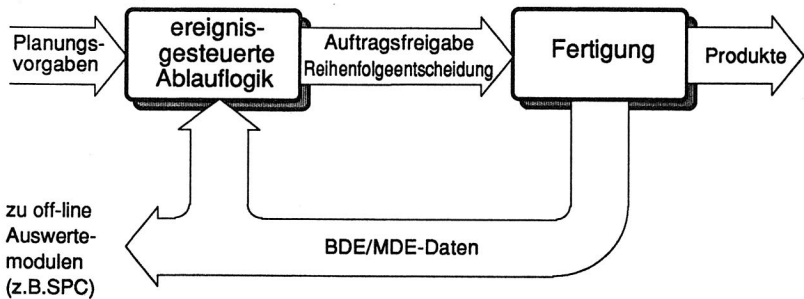 Planungs-
vorgaben
ereignis-
gesteuerte
Ablauflogik
Auftragsfreigabe
Reihenfolgeentscheidung
Fertigung
Produkte
zu off-line
Auswerte-
modulen
(z.B.SPC)
BDE/MDE-Daten